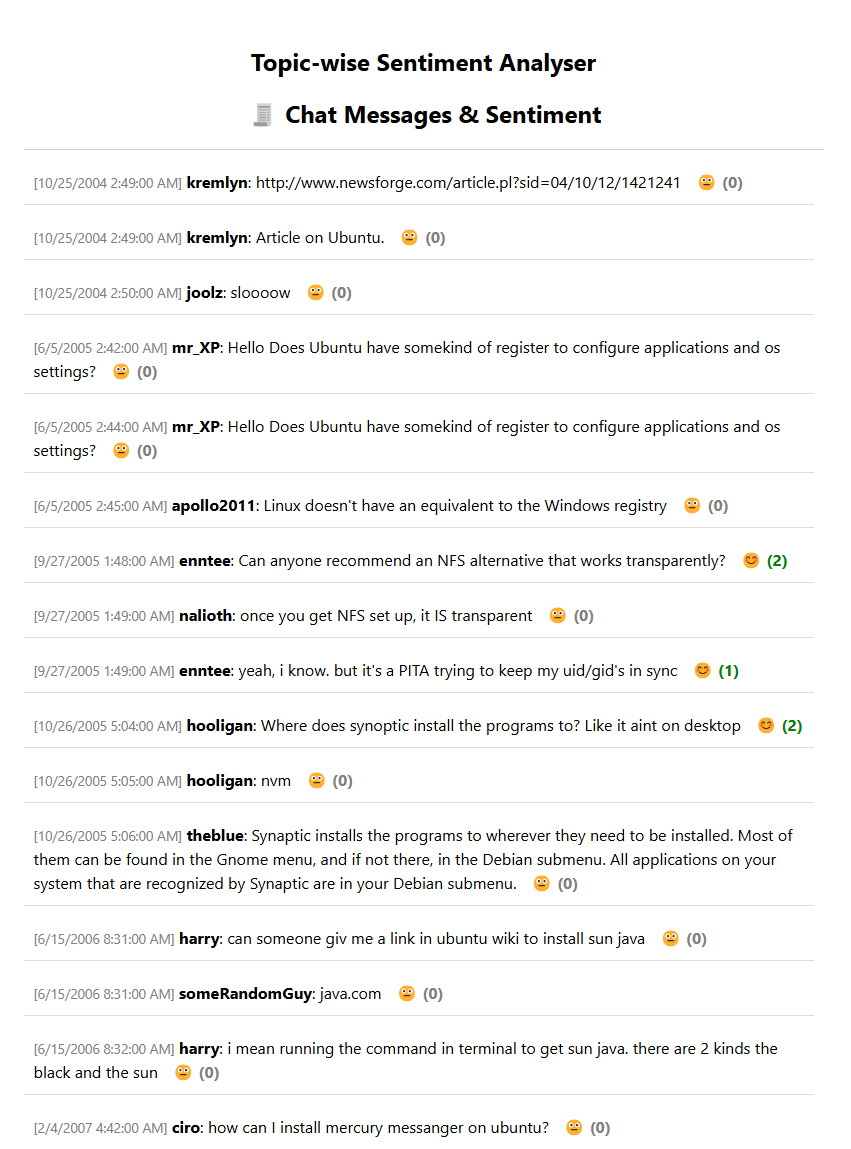 Topic-wise Sentiment Analyser
Chat Messages & Sentiment
[10/25/2004 2:49:00 AM] kremlyn: http://www.newsforge.com/article.pl?sid=04/10/12/1421241 (0)
[10/25/2004 2:49:00 AM] kremlyn: Article on Ubuntu. (0)
[10/25/2004 2:50:00 AM] joolz: sloooow (0)
[6/5/2005 2:42:00 AM] mr_XP: Hello Does Ubuntu have somekind of register to configure applications and os
settings? (0)
[6/5/2005 2:44:00 AM] mr_XP: Hello Does Ubuntu have somekind of register to configure applications and os
settings? (0)
[6/5/2005 2:45:00 AM] apollo2011: Linux doesn't have an equivalent to the Windows registry (0)
[9/27/2005 1:48:00 AM] enntee: Can anyone recommend an NFS alternative that works transparently? (2)
[9/27/2005 1:49:00 AM] nalioth: once you get NFS set up, it IS transparent (0)
[9/27/2005 1:49:00 AM] enntee: yeah, i know. but it's a PITA trying to keep my uid/gid's in sync (1)
[10/26/2005 5:04:00 AM] hooligan: Where does synoptic install the programs to? Like it aint on desktop (2)
[10/26/2005 5:05:00 AM] hooligan: nvm (0)
[10/26/2005 5:06:00 AM] theblue: Synaptic installs the programs to wherever they need to be installed. Most of
them can be found in the Gnome menu, and if not there, in the Debian submenu. All applications on your
system that are recognized by Synaptic are in your Debian submenu. (0)
[6/15/2006 8:31:00 AM] harry: can someone giv me a link in ubuntu wiki to install sun java (0)
[6/15/2006 8:31:00 AM] someRandomGuy: java.com (0)
[6/15/2006 8:32:00 AM] harry: i mean running the command in terminal to get sun java. there are 2 kinds the
black and the sun (0)
[2/4/2007 4:42:00 AM] ciro: how can I install mercury messanger on ubuntu? (0)